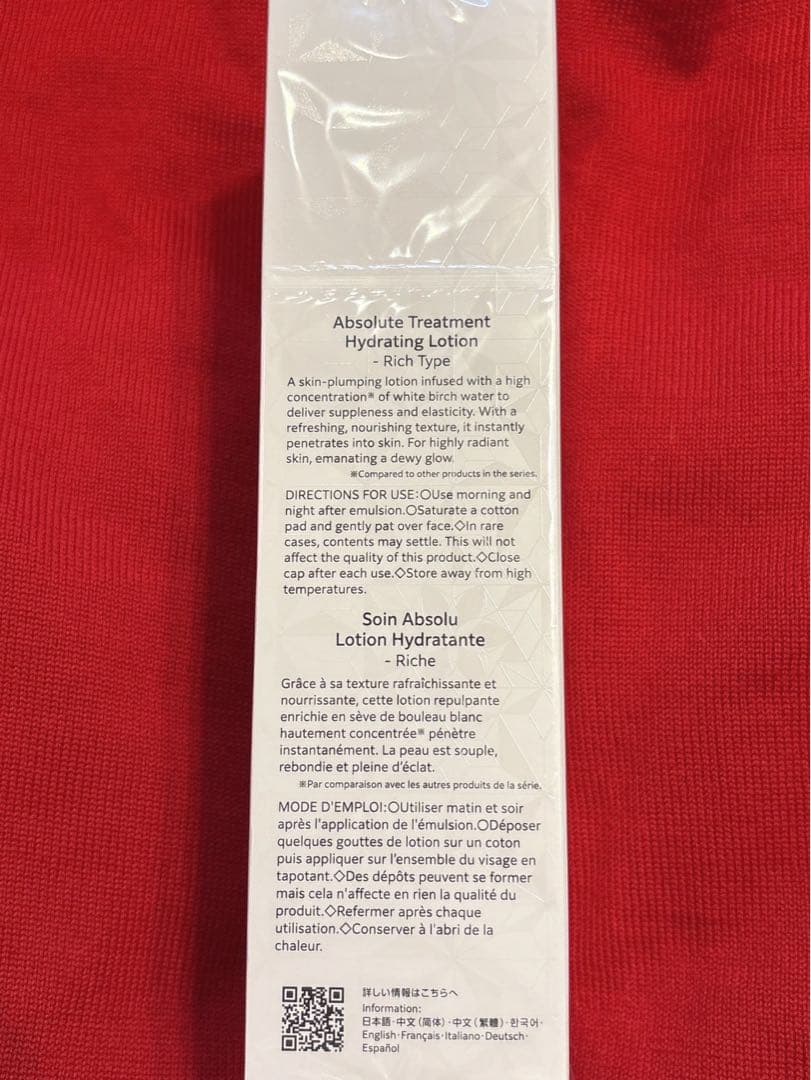 Absolute Treatment
Hydrating Lotion
- Rich Type
A skin-plumping lotion infused with a high
concentration※ of white birch water to
deliver suppleness and elasticity. With a
refreshing, nourishing texture, it instantly
penetrates into skin. For highly radiant
skin, emanating a dewy glow.
※Compared to other products in the series.
DIRECTIONS FOR USE:○Use morning and
night after emulsion.○Saturate a cotton
pad and gently pat over face.◇In rare
cases, contents may settle. This will not
affect the quality of this product.◇Close
cap after each use.◇Store away from high
temperatures.
Soin Absolu
Lotion Hydratante
- Riche
Grâce à sa texture rafraîchissante et
nourrissante, cette lotion repulpante
enrichie en sève de bouleau blanc
hautement concentrée※ pénètre
instantanément. La peau est souple,
rebondie et pleine d'éclat.
※Par comparaison avec les autres produits de la série.
MODE D'EMPLOI:○Utiliser matin et soir
après l'application de l'émulsion.○Déposer
quelques gouttes de lotion sur un coton
puis appliquer sur l'ensemble du visage en
tapotant.◇Des dépôts peuvent se former
mais cela n'affecte en rien la qualité du
produit.◇Refermer après chaque
utilisation.◇Conserver à l'abri de la
chaleur.
詳しい情報はこちらへ
Information:
日本語·中文(简体)·中文(繁體)·한국어·
English·Français·Italiano·Deutsch·
Español